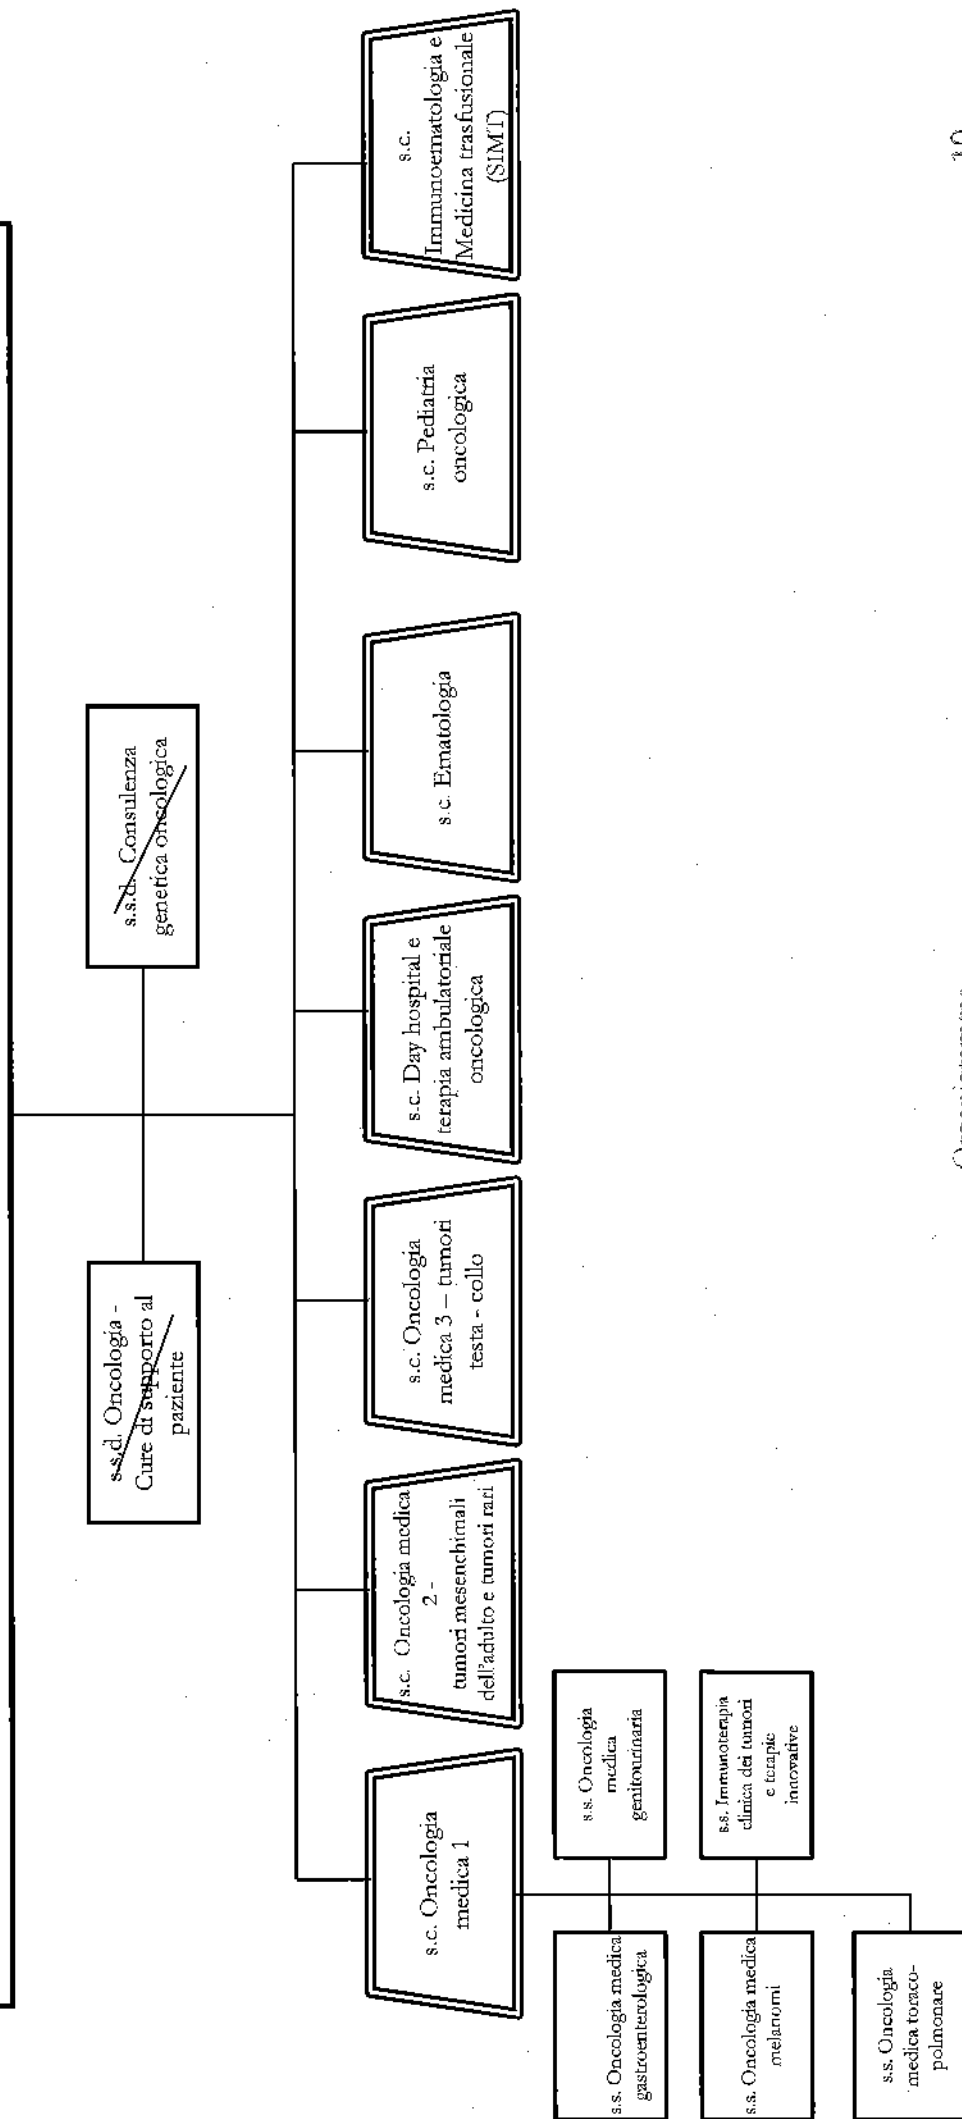 s.s.d. Oncologia -
Cure di supporto al
paziente
s.s.d. Consulenza
genetica oncologica
s.c. Oncologia
medica 1
s.c. Oncologia medica
2 -
tumori mesenchimali
dell'adulto e tumori rari
s.c. Oncologia
medica 3 – tumori
testa - collo
s.c. Day hospital e
terapia ambulatoriale
oncologica
s.c. Ematologia
s.c. Pediatria
oncologica
s.c.
Immunoematologia e
Medicina trasfusionale
(SIMT)
s.s. Oncologia medica
gastroenterologica
s.s. Oncologia
medica
genitourinaria
s.s. Oncologia medica
melanomi
s.s. Immunoterapia
clinica dei tumori
e terapie
innovative
s.s. Oncologia
medica toraco-
polmonare